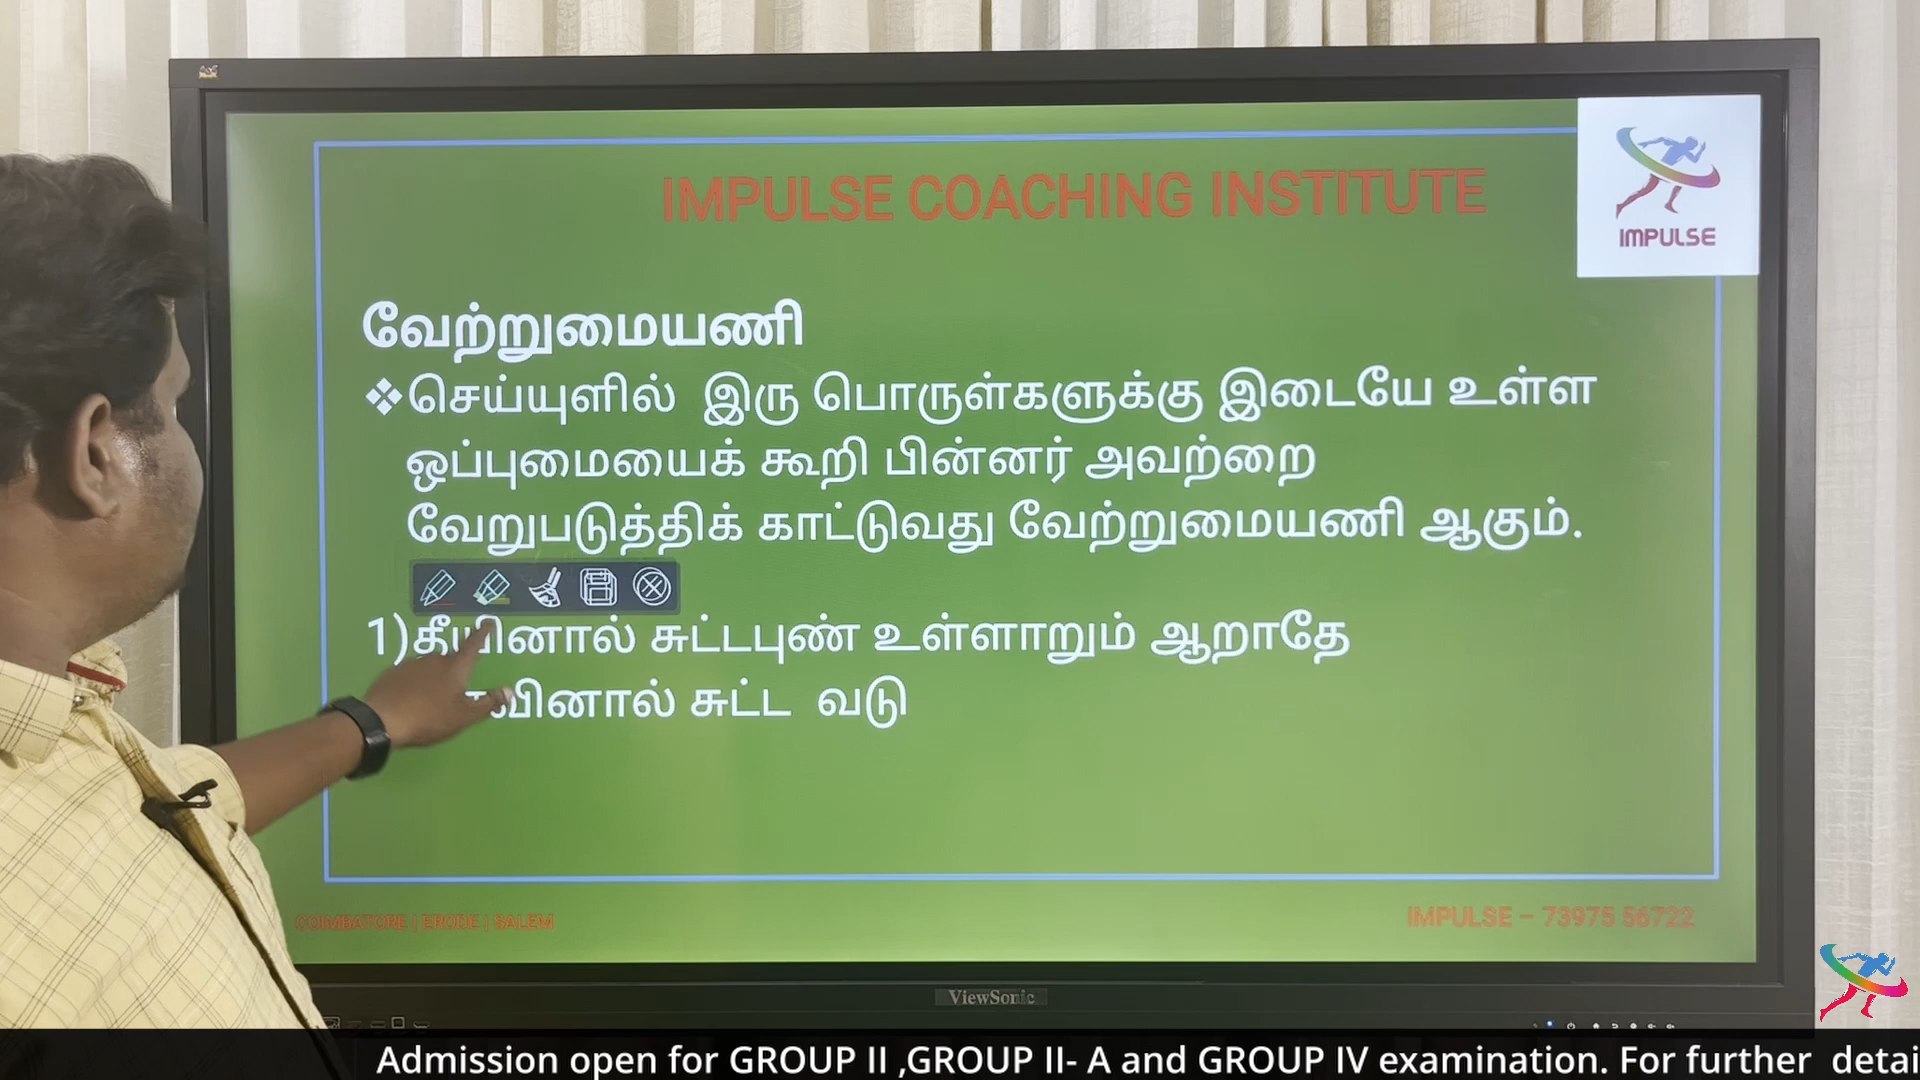 IMPULSE COACHING INSTITUTE
IMPULSE
வேற்றுமையணி
❖செய்யுளில் இரு பொருள்களுக்கு இடையே உள்ள
ஒப்புமையைக் கூறி பின்னர் அவற்றை
வேறுபடுத்திக் காட்டுவது வேற்றுமையணி ஆகும்.
1)தீயினால் சுட்டபுண் உள்ளாறும் ஆறாதே
சுட்ட வடு
COIMBATORE | ERODE | SALEM
IMPULSE – 73975 56722
ViewSonic
Admission open for GROUP II ,GROUP II- A and GROUP IV examination. For further